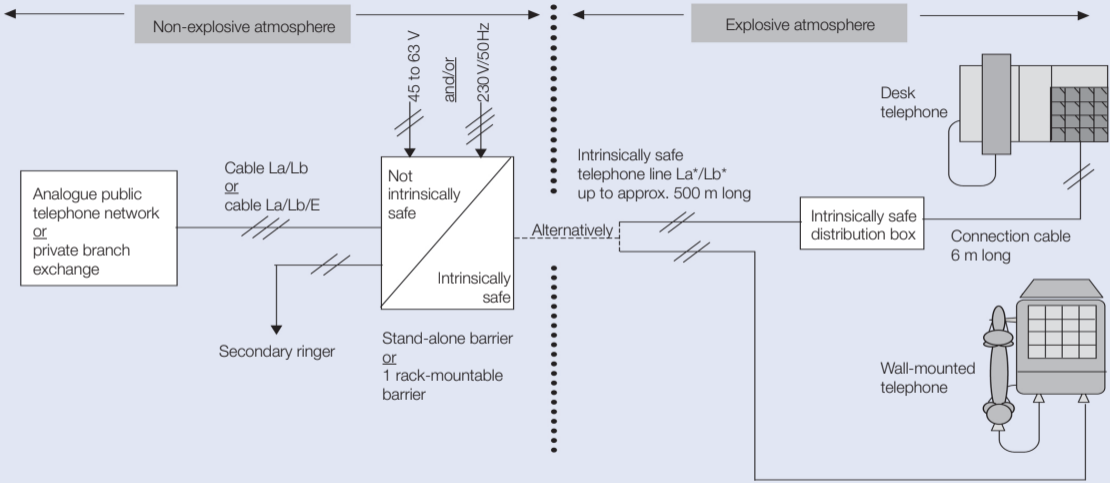 Non-explosive atmosphere
Explosive atmosphere
45 to 63 V
and/or
230 V/50Hz
Desk
telephone
Analogue public
telephone network
or
private branch
exchange
Cable La/Lb
or
cable La/Lb/E
Not
intrinsically
safe
Intrinsically
safe
Intrinsically safe
telephone line La*/Lb*
up to approx. 500 m long
Alternatively
Intrinsically safe
distribution box
Connection cable
6 m long
Secondary ringer
Stand-alone barrier
or
1 rack-mountable
barrier
Wall-mounted
telephone